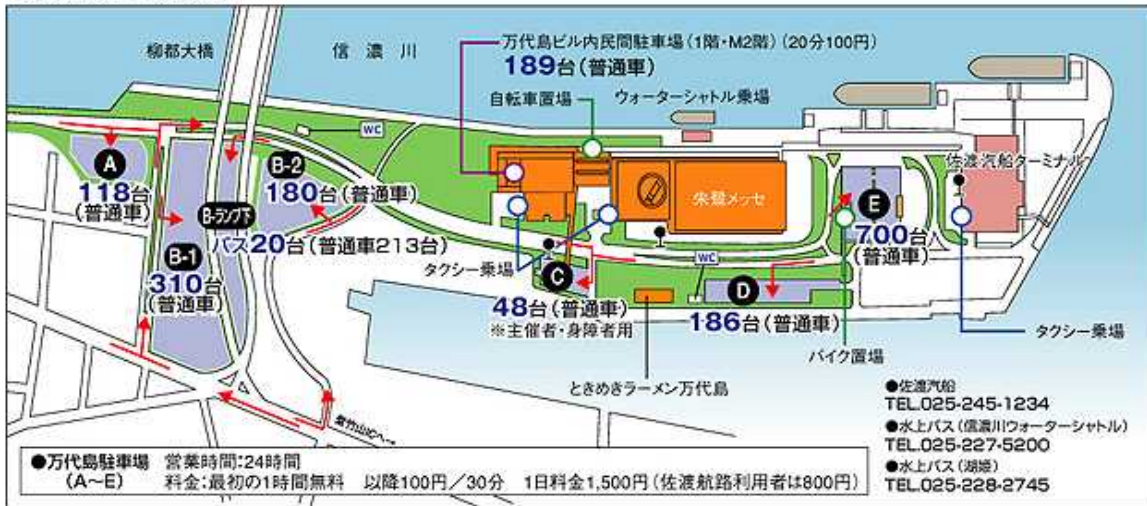 柳都大橋
信濃川
万代島ビル内民間駐車場(1階・M2階)(20分100円)
189台(普通車)
自転車置場
ウォーターシャトル乗場
WC
A
118台
(普通車)
B-2
180台(普通車)
B-ランプ下
バス20台(普通車213台)
B-1
310台
(普通車)
朱鷺メッセ
佐渡汽船ターミナル
E
700台
(普通車)
タクシー乗場
C
48台(普通車)
※主催者・身障者用
WC
D
186台(普通車)
バイク置場
タクシー乗場
ときめきラーメン万代島
紫竹山ICへ→
●佐渡汽船
TEL.025-245-1234
●水上バス(信濃川ウォーターシャトル)
TEL.025-227-5200
●水上バス(湖姫)
TEL.025-228-2745
●万代島駐車場 営業時間:24時間
(A～E) 料金:最初の1時間無料 以降100円/30分 1日料金1,500円(佐渡航路利用者は800円)